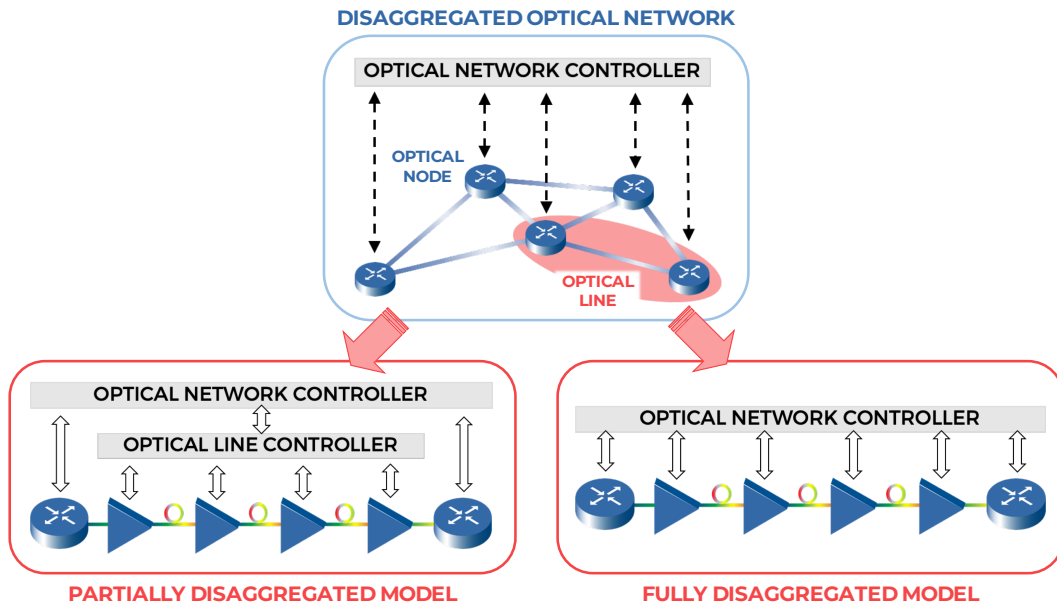 DISAGGREGATED OPTICAL NETWORK
OPTICAL NETWORK CONTROLLER
OPTICAL
NODE
OPTICAL
LINE
OPTICAL NETWORK CONTROLLER
OPTICAL LINE CONTROLLER
PARTIALLY DISAGGREGATED MODEL
OPTICAL NETWORK CONTROLLER
FULLY DISAGGREGATED MODEL